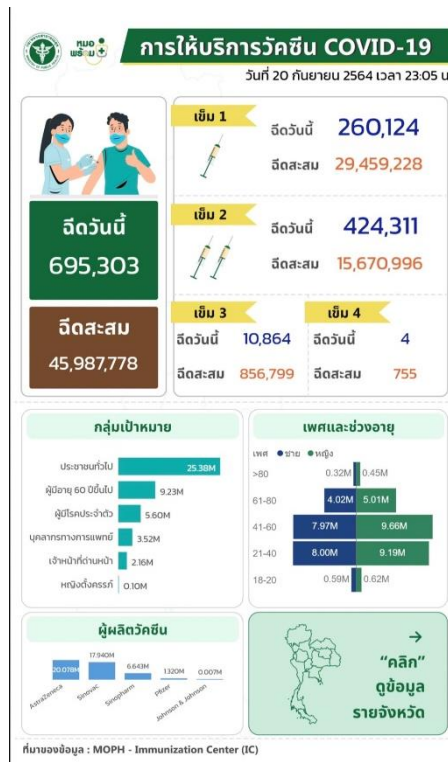 หมอ
พร้อม
การให้บริการวัคซีน COVID-19
วันที่ 20 กันยายน 2564 เวลา 23:05 น
เข็ม 1
ฉีดวันนี้ 260,124
ฉีดสะสม 29,459,228
ฉีดวันนี้
695,303
เข็ม 2
ฉีดวันนี้ 424,311
ฉีดสะสม 15,670,996
ฉีดสะสม
45,987,778
เข็ม 3
ฉีดวันนี้ 10,864
ฉีดสะสม 856,799
เข็ม 4
ฉีดวันนี้ 4
ฉีดสะสม 755
กลุ่มเป้าหมาย
ประชาชนทั่วไป 25.38M
ผู้มีอายุ 60 ปีขึ้นไป 9.23M
ผู้มีโรคประจำตัว 5.60M
บุคลากรทางการแพทย์ 3.52M
เจ้าหน้าที่ด่านหน้า 2.16M
หญิงตั้งครรภ์ 0.10M
เพศและช่วงอายุ
เพศ ชาย หญิง
>80 0.32M 0.45M
61-80 4.02M 5.01M
41-60 7.97M 9.66M
21-40 8.00M 9.19M
18-20 0.59M 0.62M
ผู้ผลิตวัคซีน
20.078M 17.940M 6.643M 1.320M 0.007M
AstraZeneca Sinovac Sinopharm Pfizer Johnson & Johnson
→
“คลิก”
ดูข้อมูล
รายจังหวัด
ที่มาของข้อมูล : MOPH - Immunization Center (IC)